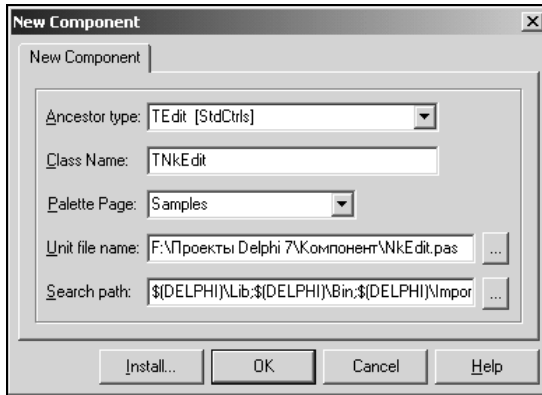 New Component
New Component
Ancestor type: TEdit [StdCtrls]
Class Name: TNkEdit
Palette Page: Samples
Unit file name: F:\Проекты Delphi 7\Компонент\NkEdit.pas ...
Search path: $(DELPHI)\Lib;$(DELPHI)\Bin;$(DELPHI)\Impor ...
Install... OK Cancel Help